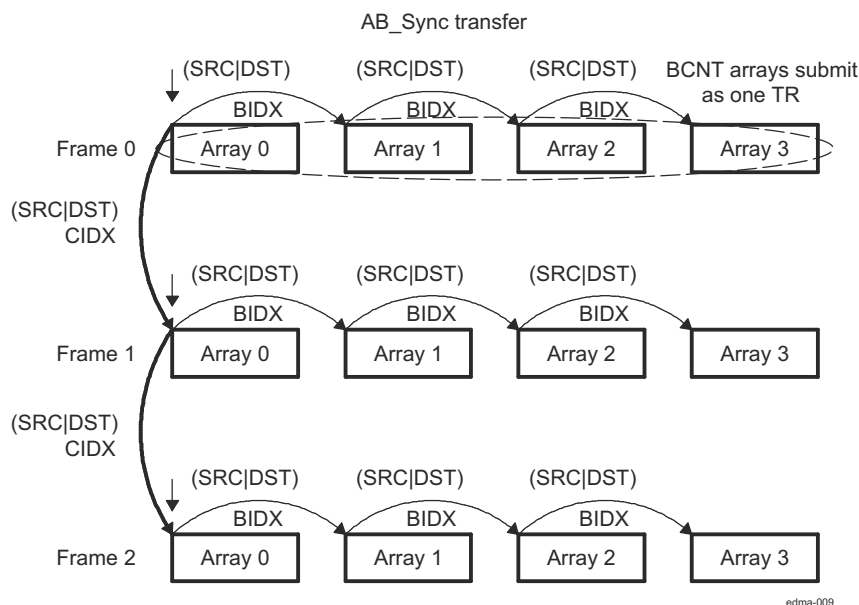 AB_Sync transfer
(SRC|DST) (SRC|DST) (SRC|DST) BCNT arrays submit
as one TR
BIDX BIDX BIDX
Frame 0 Array 0 Array 1 Array 2 Array 3
(SRC|DST)
CIDX
(SRC|DST) (SRC|DST) (SRC|DST)
BIDX BIDX BIDX
Frame 1 Array 0 Array 1 Array 2 Array 3
(SRC|DST)
CIDX
(SRC|DST) (SRC|DST) (SRC|DST)
BIDX BIDX BIDX
Frame 2 Array 0 Array 1 Array 2 Array 3
edma-009